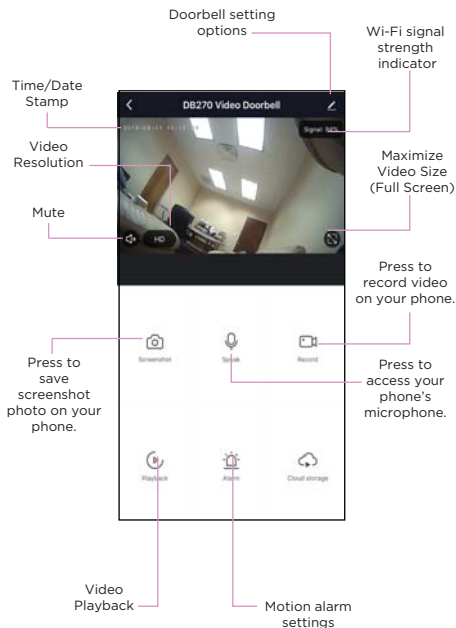 Doorbell setting
options
Wi-Fi signal
strength
indicator
Time/Date
Stamp
DB270 Video Doorbell
Video
Resolution
Maximize
Video Size
(Full Screen)
Mute
HD
Press to
record video
on your phone.
Screenshot
Speak
Record
Press to
save
screenshot
photo on your
phone.
Press to
access your
phone's
microphone.
Playback
Alarm
Cloud storage
Video
Playback
Motion alarm
settings